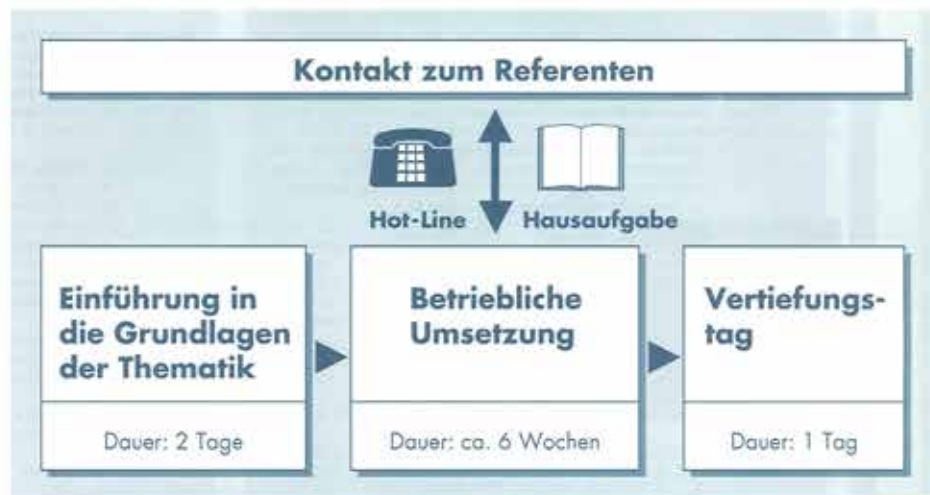 Kontakt zum Referenten
Hot-Line
Hausaufgabe
Einführung in
die Grundlagen
der Thematik
Dauer: 2 Tage
Betriebliche
Umsetzung
Dauer: ca. 6 Wochen
Vertiefungs-
tag
Dauer: 1 Tag